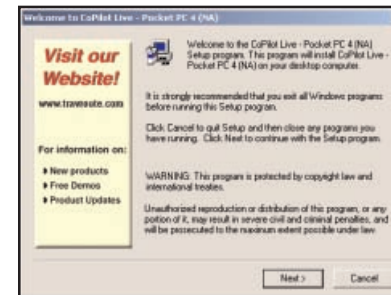 Welcome to CoPilot Live - Pocket PC 4 (NA)
Visit our
Website!
www.travroute.com
For information on:
New products
Free Demos
Product Updates
Welcome to the CoPilot Live - Pocket PC 4 (NA)
Setup program. This program will install CoPilot Live -
Pocket PC 4 (NA) on your desktop computer.
It is strongly recommended that you exit all Windows programs
before running this Setup program.
Click Cancel to quit Setup and then close any programs you
have running. Click Next to continue with the Setup program.
WARNING: This program is protected by copyright law and
international treaties.
Unauthorized reproduction or distribution of this program, or any
portion of it, may result in severe civil and criminal penalties, and
will be prosecuted to the maximum extent possible under law.
Next >
Cancel